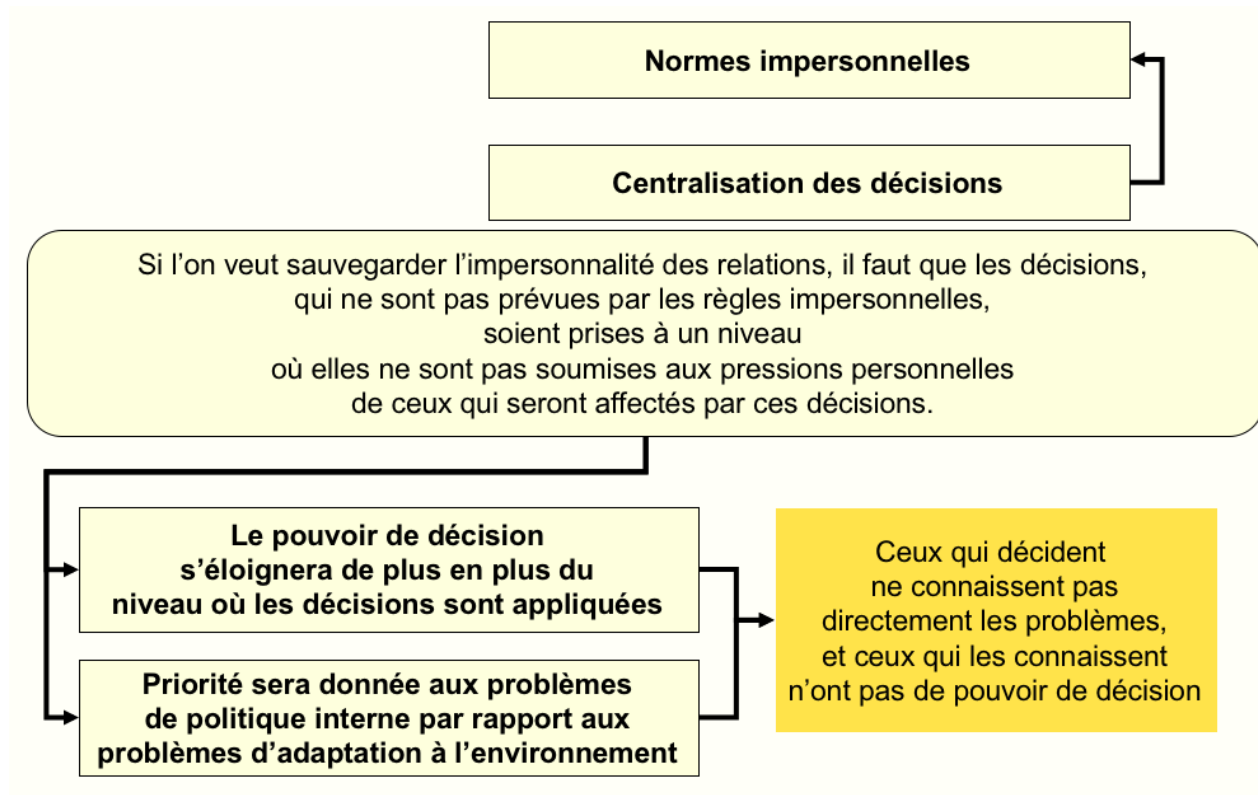 Normes impersonnelles
Centralisation des décisions
Si l’on veut sauvegarder l’impersonnalité des relations, il faut que les décisions,
qui ne sont pas prévues par les règles impersonnelles,
soient prises à un niveau
où elles ne sont pas soumises aux pressions personnelles
de ceux qui seront affectés par ces décisions.
Le pouvoir de décision
s’éloignera de plus en plus du
niveau où les décisions sont appliquées
Priorité sera donnée aux problèmes
de politique interne par rapport aux
problèmes d’adaptation à l’environnement
Ceux qui décident
ne connaissent pas
directement les problèmes,
et ceux qui les connaissent
n’ont pas de pouvoir de décision